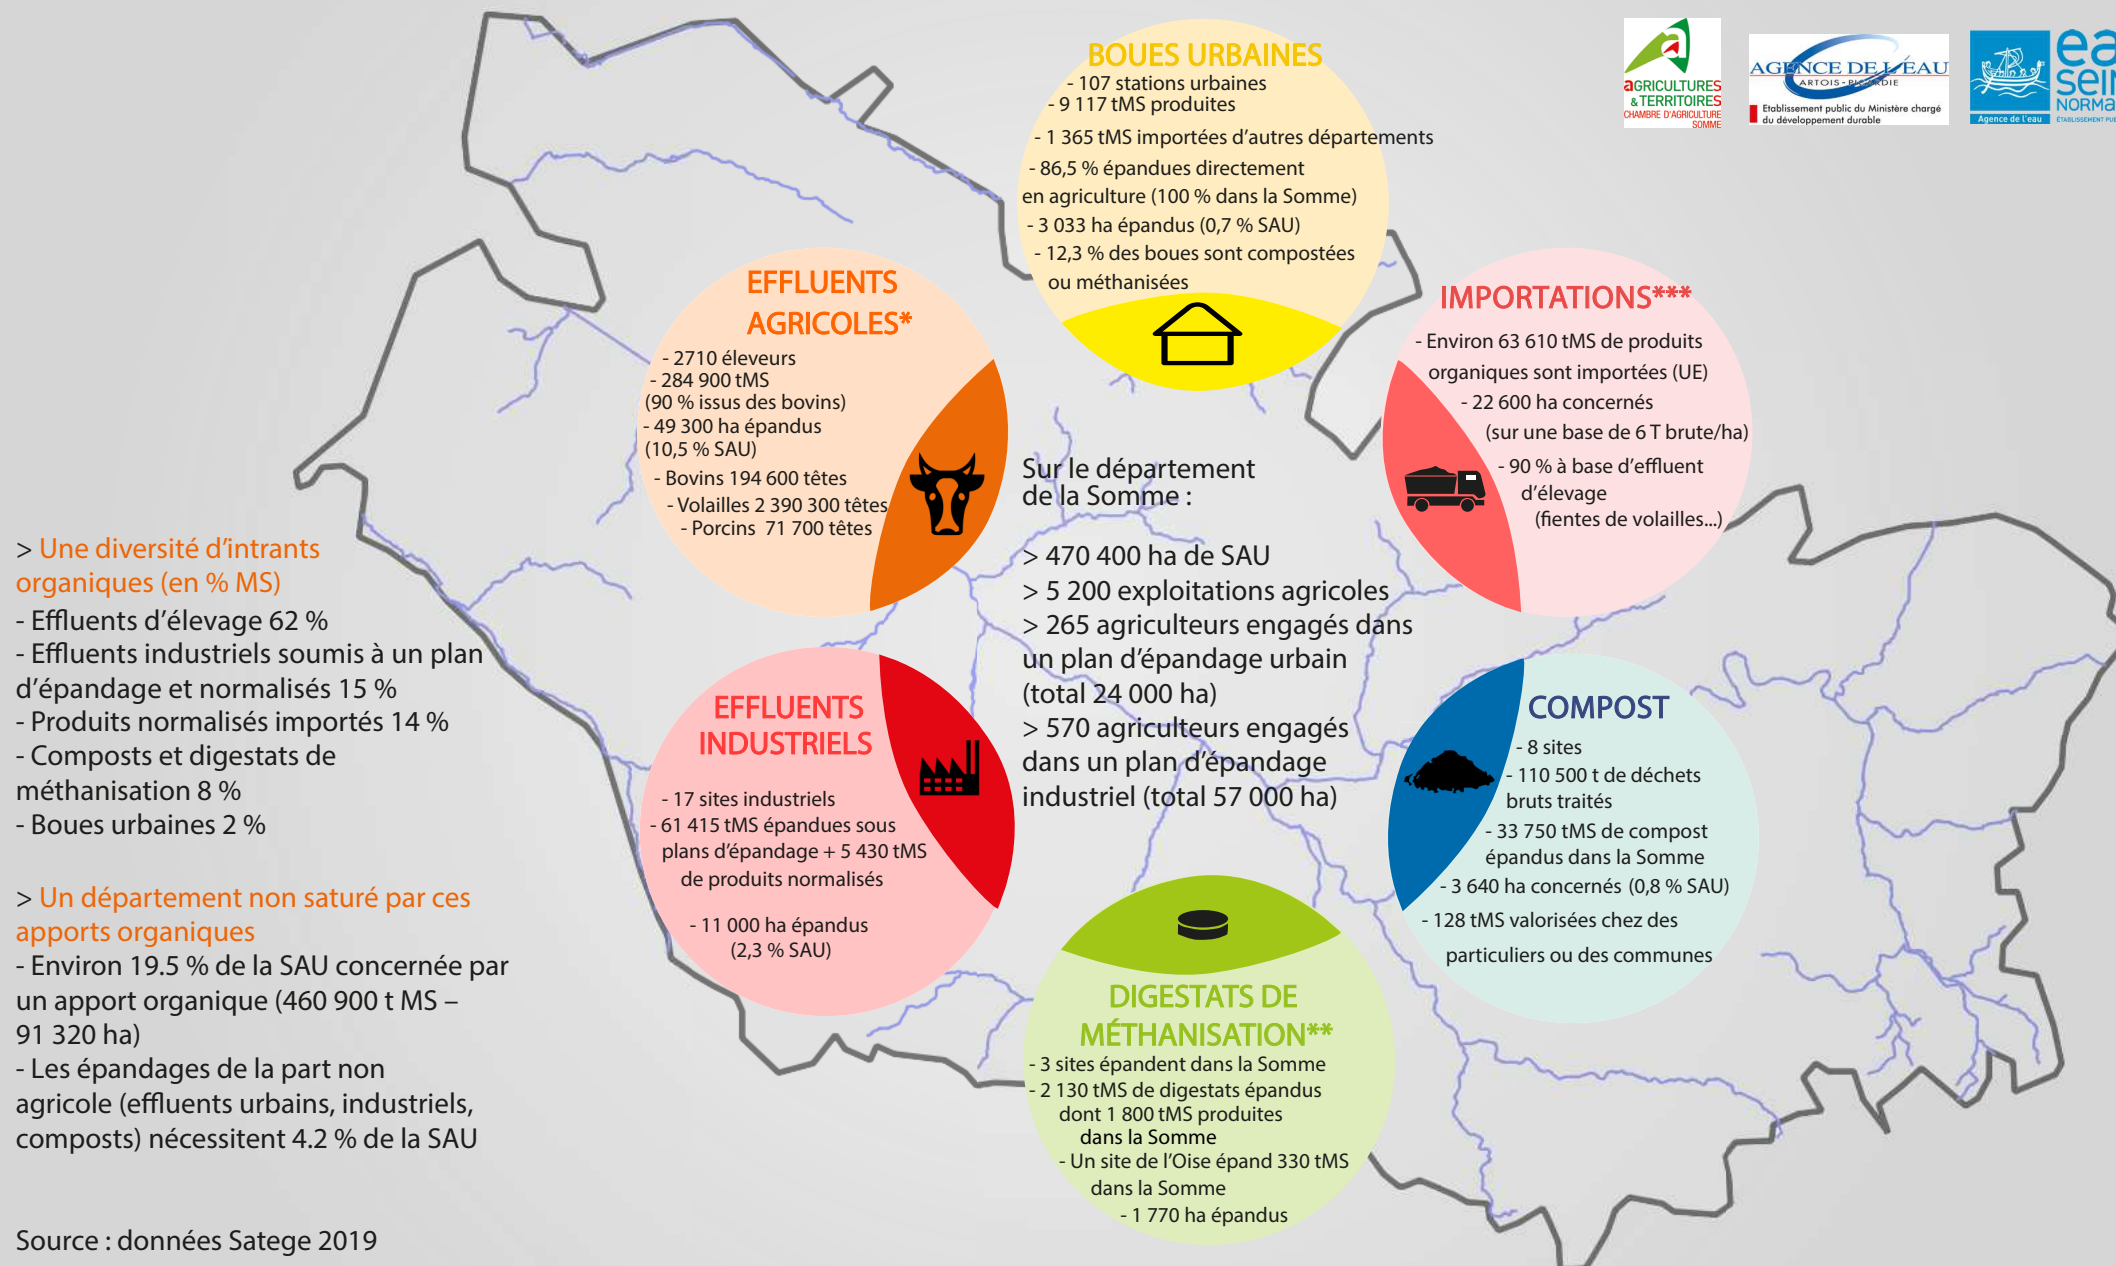 BOUES URBAINES
- 107 stations urbaines
- 9 117 tMS produites
- 1 365 tMS importées d'autres départements
- 86,5 % épandues directement
en agriculture (100 % dans la Somme)
- 3 033 ha épandus (0,7 % SAU)
- 12,3 % des boues sont compostées
ou méthanisées
aGRICULTURES
& TERRITOIRES
CHAMBRE D'AGRICULTURE
SOMME
AGENCE DE L'EAU
ARTOIS - PICARDIE
Etablissement public du Ministère chargé
du développement durable
Agence de l'eau
EFFLUENTS
AGRICOLES*
- 2710 éleveurs
- 284 900 tMS
(90 % issus des bovins)
- 49 300 ha épandus
(10,5 % SAU)
- Bovins 194 600 têtes
- Volailles 2 390 300 têtes
- Porcins 71 700 têtes
IMPORTATIONS***
- Environ 63 610 tMS de produits
organiques sont importées (UE)
- 22 600 ha concernés
(sur une base de 6 T brute/ha)
- 90 % à base d'effluent
d'élevage
(fientes de volailles...)
Sur le département
de la Somme :
> 470 400 ha de SAU
> 5 200 exploitations agricoles
> 265 agriculteurs engagés dans
un plan d'épandage urbain
(total 24 000 ha)
> 570 agriculteurs engagés
dans un plan d'épandage
industriel (total 57 000 ha)
> Une diversité d'intrants
organiques (en % MS)
- Effluents d'élevage 62 %
- Effluents industriels soumis à un plan
d'épandage et normalisés 15 %
- Produits normalisés importés 14 %
- Composts et digestats de
méthanisation 8 %
- Boues urbaines 2 %
> Un département non saturé par ces
apports organiques
- Environ 19.5 % de la SAU concernée par
un apport organique (460 900 t MS –
91 320 ha)
- Les épandages de la part non
agricole (effluents urbains, industriels,
composts) nécessitent 4.2 % de la SAU
EFFLUENTS
INDUSTRIELS
- 17 sites industriels
- 61 415 tMS épandues sous
plans d'épandage + 5 430 tMS
de produits normalisés
- 11 000 ha épandus
(2,3 % SAU)
COMPOST
- 8 sites
- 110 500 t de déchets
bruts traités
- 33 750 tMS de compost
épandus dans la Somme
- 3 640 ha concernés (0,8 % SAU)
- 128 tMS valorisées chez des
particuliers ou des communes
DIGESTATS DE
MÉTHANISATION**
- 3 sites épandent dans la Somme
- 2 130 tMS de digestats épandus
dont 1 800 tMS produites
dans la Somme
- Un site de l'Oise épand 330 tMS
dans la Somme
- 1 770 ha épandus
Source : données Satege 2019